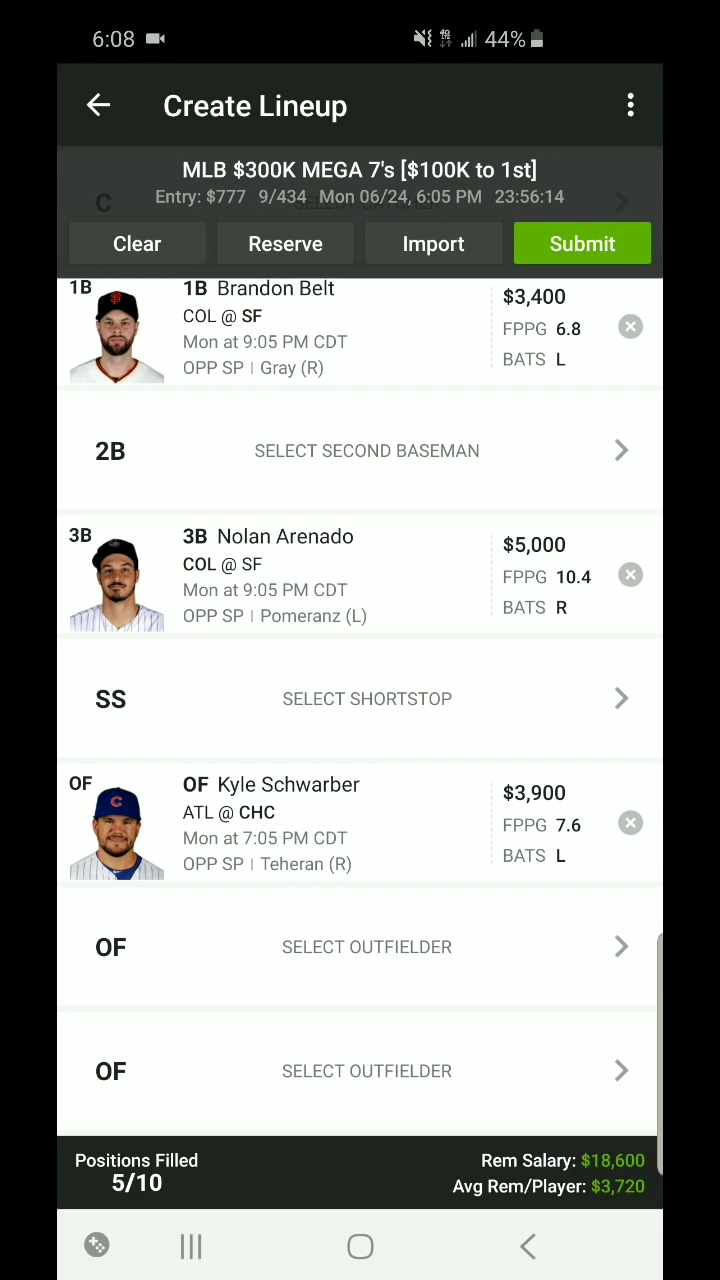 6:08 44%
Create Lineup
MLB $300K MEGA 7's [$100K to 1st]
Entry: $777 9/434 Mon 06/24, 6:05 PM 23:56:14
C
Clear Reserve Import Submit
1B 1B Brandon Belt $3,400
COL @ SF FPPG 6.8
Mon at 9:05 PM CDT BATS L
OPP SP | Gray (R)
2B SELECT SECOND BASEMAN
3B 3B Nolan Arenado $5,000
COL @ SF FPPG 10.4
Mon at 9:05 PM CDT BATS R
OPP SP | Pomeranz (L)
SS SELECT SHORTSTOP
OF OF Kyle Schwarber $3,900
ATL @ CHC FPPG 7.6
Mon at 7:05 PM CDT BATS L
OPP SP | Teheran (R)
OF SELECT OUTFIELDER
OF SELECT OUTFIELDER
Positions Filled Rem Salary: $18,600
5/10 Avg Rem/Player: $3,720